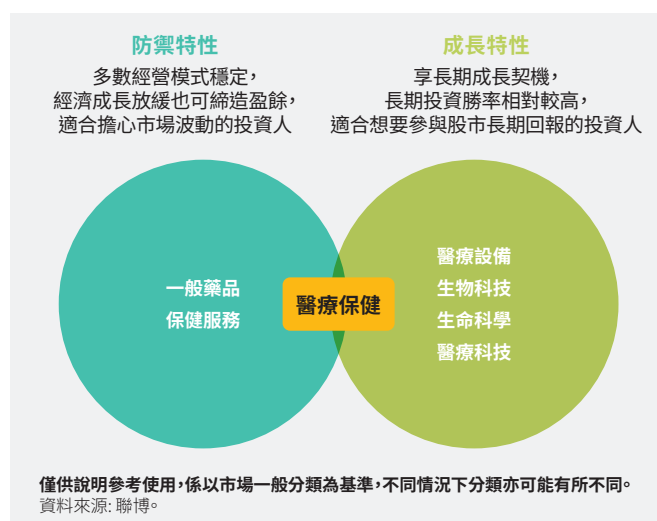 防禦特性
多數經營模式穩定,
經濟成長放緩也可締造盈餘,
適合擔心市場波動的投資人
成長特性
享長期成長契機,
長期投資勝率相對較高,
適合想要參與股市長期回報的投資人
一般藥品
保健服務
醫療保健
醫療設備
生物科技
生命科學
醫療科技
僅供說明參考使用,係以市場一般分類為基準,不同情況下分類亦可能有所不同。
資料來源: 聯博。